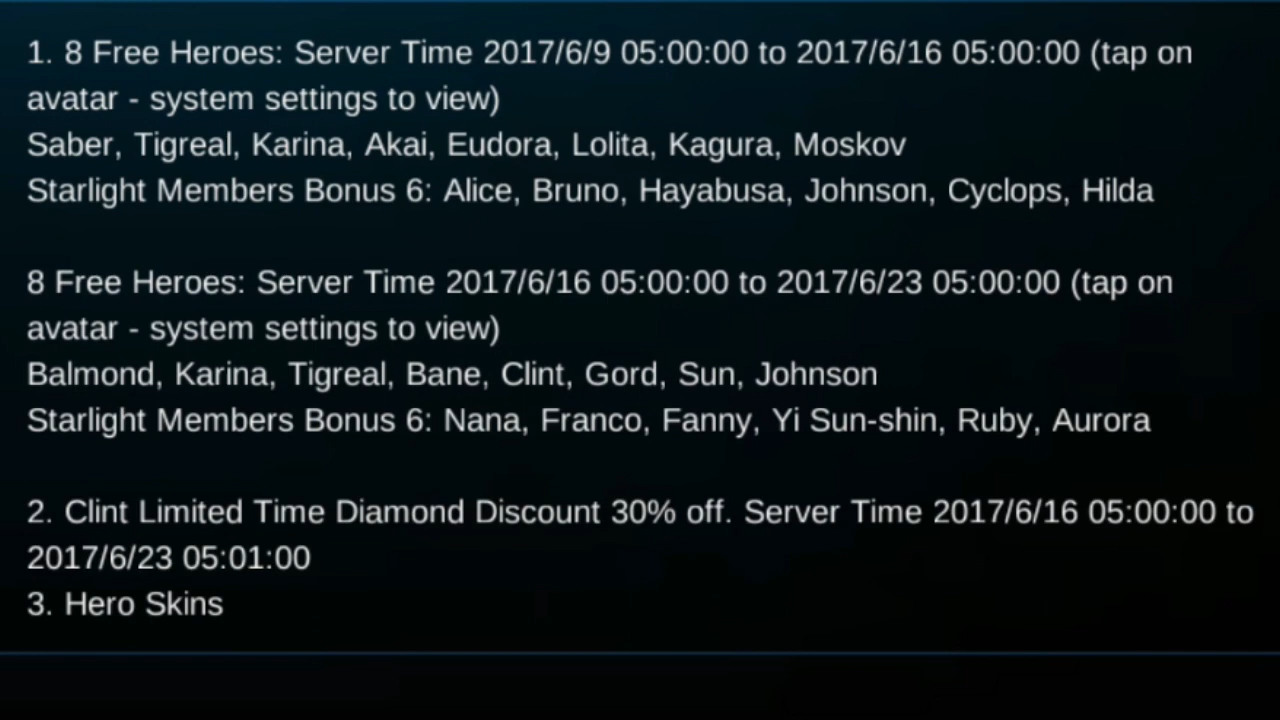 1. 8 Free Heroes: Server Time 2017/6/9 05:00:00 to 2017/6/16 05:00:00 (tap on
avatar - system settings to view)
Saber, Tigreal, Karina, Akai, Eudora, Lolita, Kagura, Moskov
Starlight Members Bonus 6: Alice, Bruno, Hayabusa, Johnson, Cyclops, Hilda
8 Free Heroes: Server Time 2017/6/16 05:00:00 to 2017/6/23 05:00:00 (tap on
avatar - system settings to view)
Balmond, Karina, Tigreal, Bane, Clint, Gord, Sun, Johnson
Starlight Members Bonus 6: Nana, Franco, Fanny, Yi Sun-shin, Ruby, Aurora
2. Clint Limited Time Diamond Discount 30% off. Server Time 2017/6/16 05:00:00 to
2017/6/23 05:01:00
3. Hero Skins